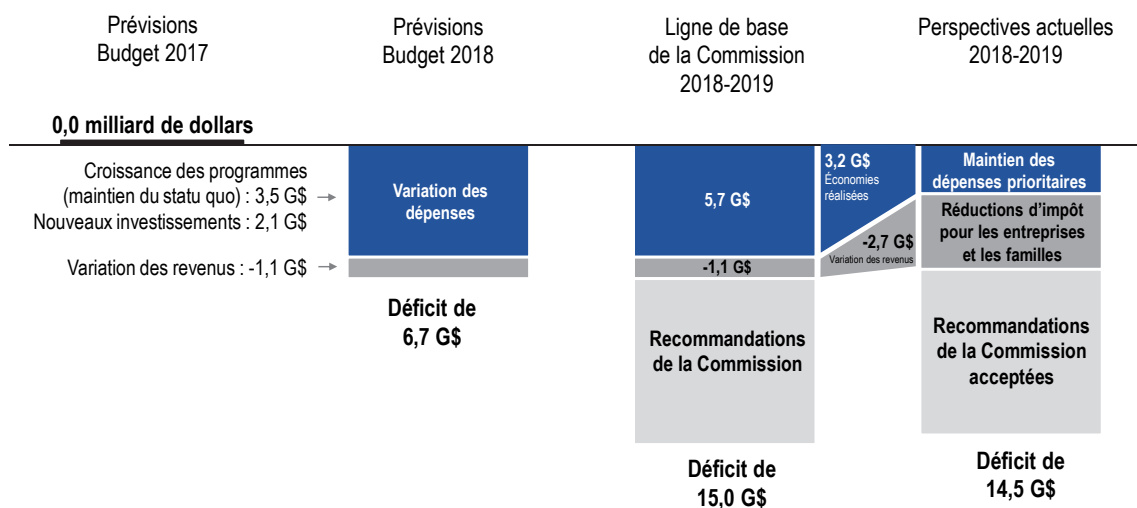 Prévisions
Budget 2017
Prévisions
Budget 2018
Ligne de base
de la Commission
2018-2019
Perspectives actuelles
2018-2019
0,0 milliard de dollars
Croissance des programmes
(maintien du statu quo) : 3,5 G$ →
Nouveaux investissements : 2,1 G$
Variation des revenus : -1,1 G$ →
Variation des
dépenses
Déficit de
6,7 G$
5,7 G$
-1,1 G$
Recommandations
de la Commission
Déficit de
15,0 G$
3,2 G$
Économies
réalisées
-2,7 G$
Variation des revenus
Maintien des
dépenses prioritaires
Réductions d'impôt
pour les entreprises
et les familles
Recommandations
de la Commission
acceptées
Déficit de
14,5 G$